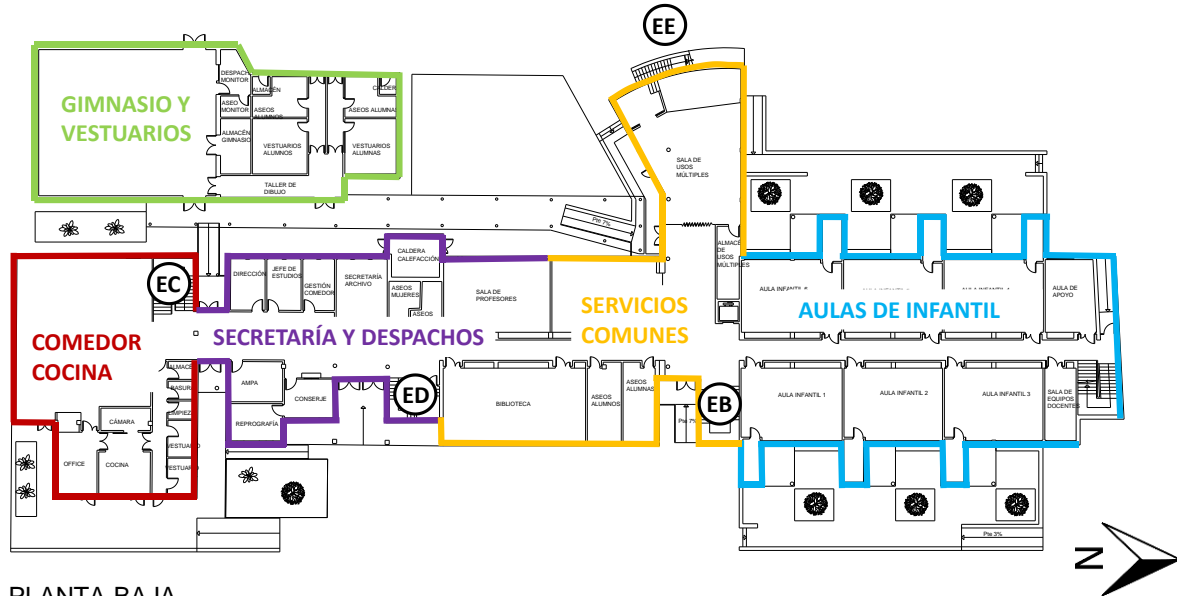 EE
DESPACHO
MONITOR
ALMACÉN
ASEO
MONITOR
ASEOS
ALUMNOS
ASEOS ALUMNAS
GIMNASIO Y
VESTUARIOS
ALMACÉN
GIMNASIO
VESTUARIOS
ALUMNOS
VESTUARIOS
ALUMNAS
TALLER DE
DIBUJO
SALA DE
USOS
MÚLTIPLES
Pte 7%
ALMACÉN
DE
USOS
MÚLTIPLES
EC
DIRECCIÓN
JEFE DE
ESTUDIOS
GESTIÓN
COMEDOR
SECRETARÍA
ARCHIVO
CALDERA
CALEFACCIÓN
ASEOS
MUJERES
ASEOS
SALA DE
PROFESORES
AULA DE
APOYO
SERVICIOS
COMUNES
AULAS DE INFANTIL
SECRETARÍA Y DESPACHOS
COMEDOR
COCINA
AMPA
CONSERJE
REPROGRAFÍA
ED
BIBLIOTECA
ASEOS
ALUMNOS
ASEOS
ALUMNAS
EB
Pte 7%
AULA INFANTIL 1
AULA INFANTIL 2
AULA INFANTIL 3
SALA DE
EQUIPOS
DOCENTES
CÁMARA
OFFICE
COCINA
VESTUARIO
VESTUARIO
Pte 3%
N
PLANTA BAJA